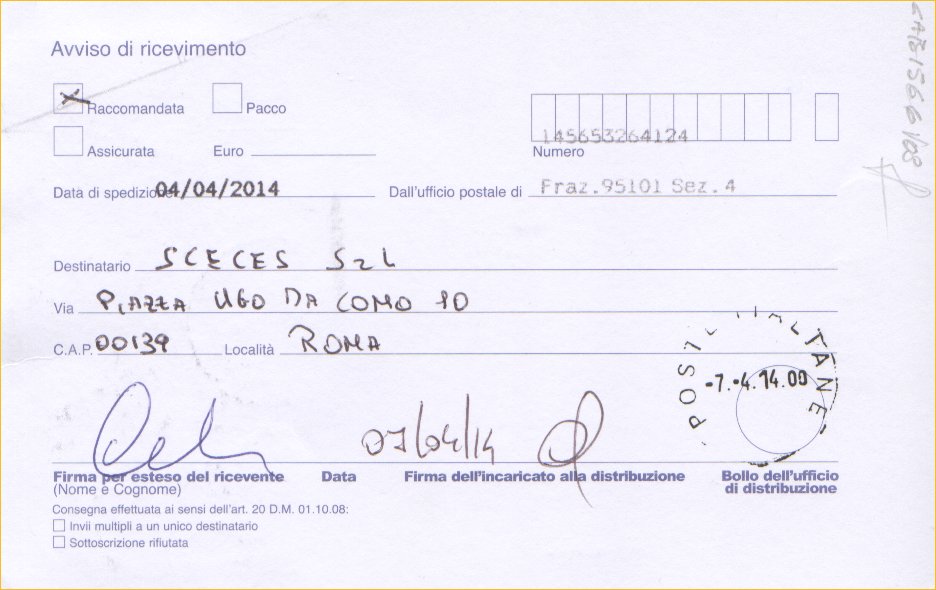 Avviso di ricevimento
Raccomandata Pacco
Assicurata Euro
145653264124
Numero
Data di spedizione 04/04/2014 Dall'ufficio postale di Fraz.95101 Sez.4
Destinatario SCECES SRL
Via PIAZZA UGO DA COMO 10
C.A.P. 00139 Località ROMA
-7.-4.14.00
07/04/14
Firma per esteso del ricevente Data Firma dell'incaricato alla distribuzione Bollo dell'ufficio
(Nome e Cognome) di distribuzione
Consegna effettuata ai sensi dell'art. 20 D.M. 01.10.08:
Invii multipli a un unico destinatario
Sottoscrizione rifiutata